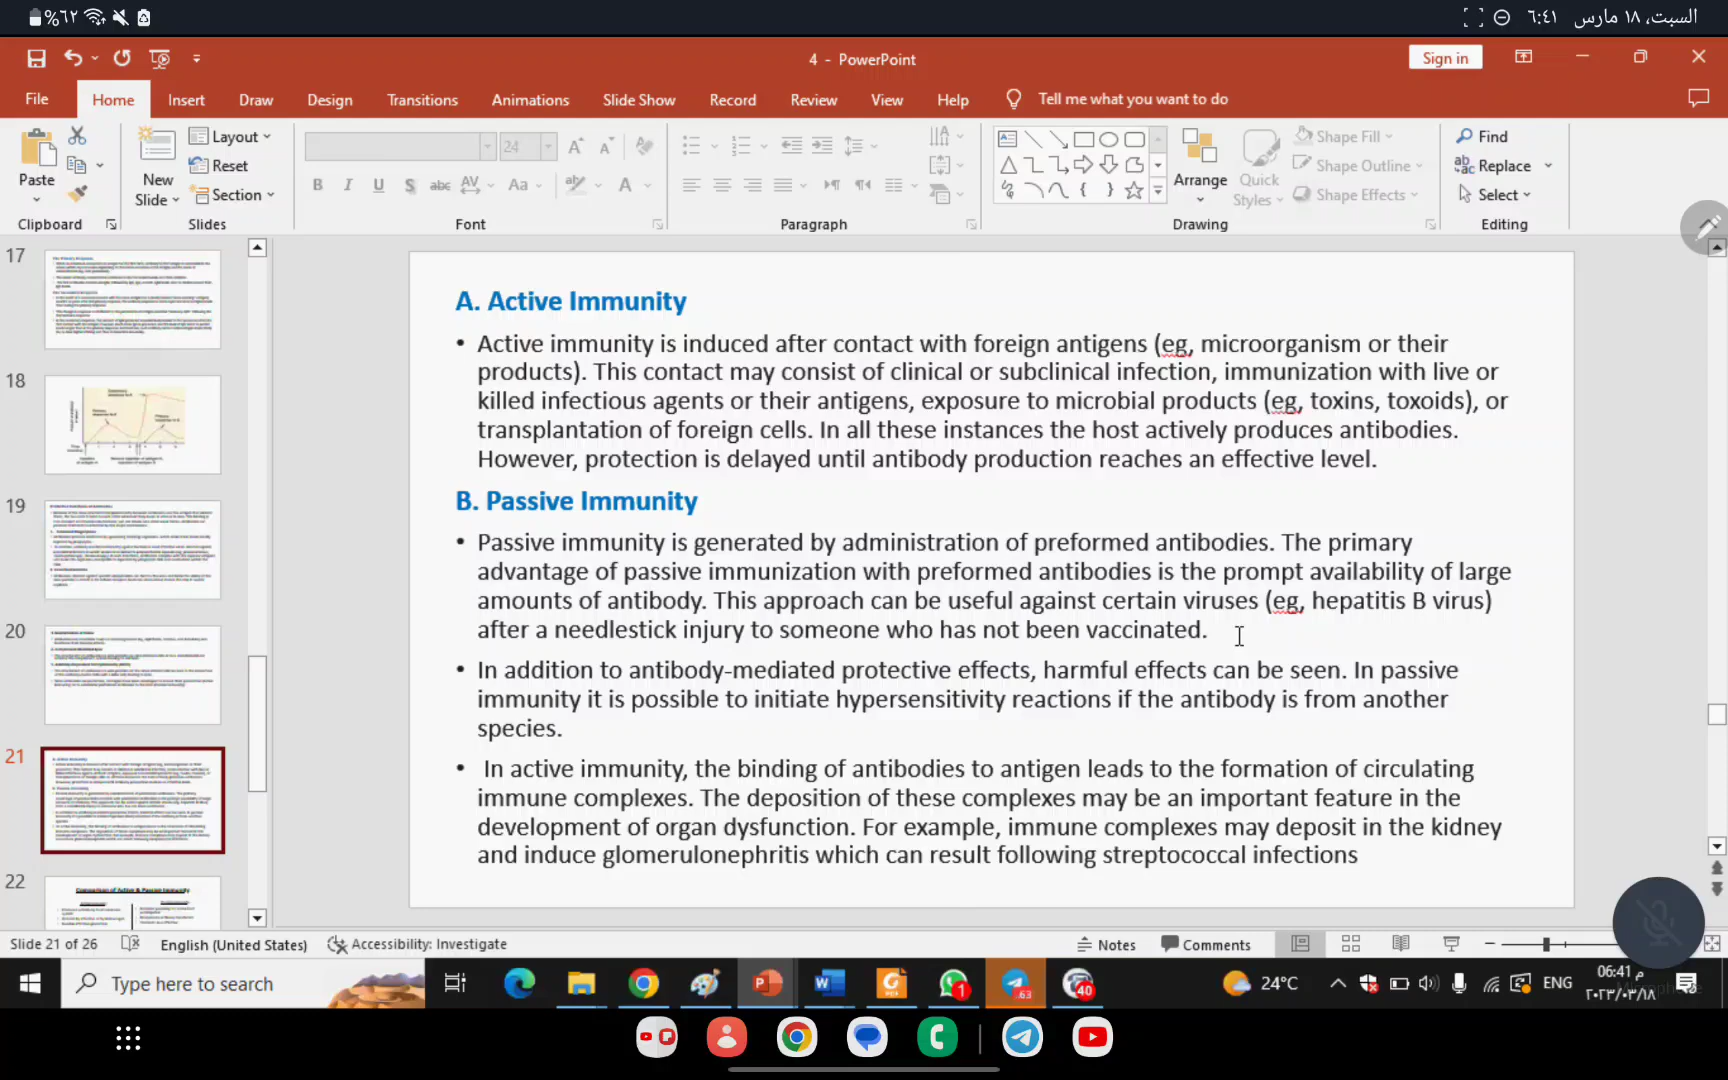 %٦٢
السبت، ١٨ مارس ٦:٤١
4 - PowerPoint
Sign in
File Home Insert Draw Design Transitions Animations Slide Show Record Review View Help Tell me what you want to do
Paste
Clipboard
New
Slide
Layout
Reset
Section
Slides
24
B I U S abc AV Aa A
Font
Paragraph
Arrange
Quick
Styles
Shape Fill
Shape Outline
Shape Effects
Drawing
Find
Replace
Select
Editing
17
18
19
20
21
22
Comparison of Active & Passive Immunity
A. Active Immunity
• Active immunity is induced after contact with foreign antigens (eg, microorganism or their
products). This contact may consist of clinical or subclinical infection, immunization with live or
killed infectious agents or their antigens, exposure to microbial products (eg, toxins, toxoids), or
transplantation of foreign cells. In all these instances the host actively produces antibodies.
However, protection is delayed until antibody production reaches an effective level.
B. Passive Immunity
• Passive immunity is generated by administration of preformed antibodies. The primary
advantage of passive immunization with preformed antibodies is the prompt availability of large
amounts of antibody. This approach can be useful against certain viruses (eg, hepatitis B virus)
after a needlestick injury to someone who has not been vaccinated.
• In addition to antibody-mediated protective effects, harmful effects can be seen. In passive
immunity it is possible to initiate hypersensitivity reactions if the antibody is from another
species.
• In active immunity, the binding of antibodies to antigen leads to the formation of circulating
immune complexes. The deposition of these complexes may be an important feature in the
development of organ dysfunction. For example, immune complexes may deposit in the kidney
and induce glomerulonephritis which can result following streptococcal infections
Slide 21 of 26 English (United States) Accessibility: Investigate Notes Comments
Type here to search
1
63
40
24°C
ENG
06:41 م
٢٠٢٣/٠٣/١٨